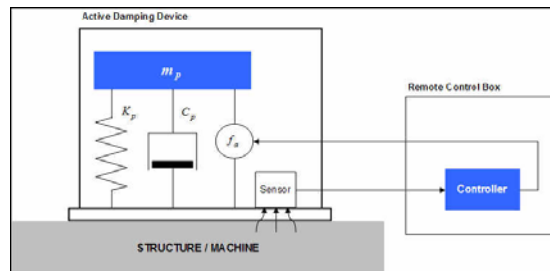 Active Damping Device
m_p
Remote Control Box
K_p
C_p
f_a
Sensor
Controller
STRUCTURE / MACHINE